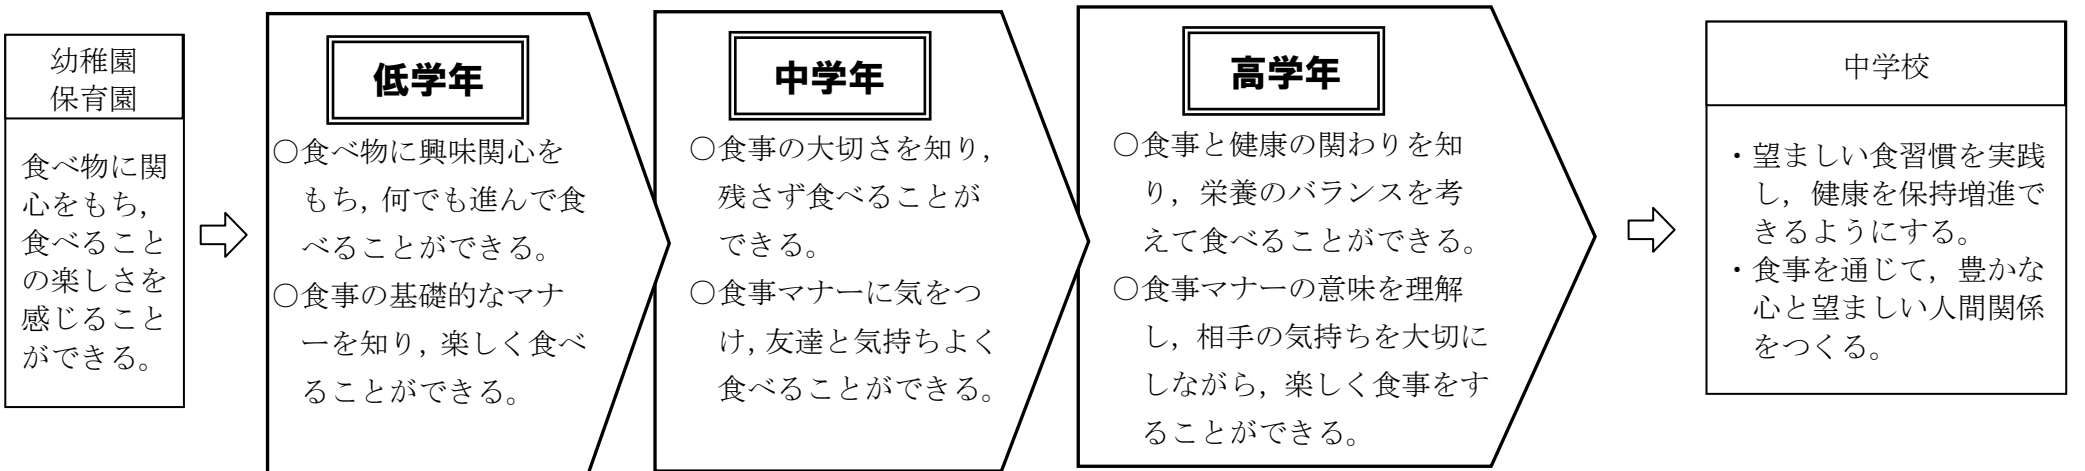 幼稚園
保育園
食べ物に関
心をもち，
食べること
の楽しさを
感じること
ができる。
低学年
○食べ物に興味関心を
もち，何でも進んで食
べることができる。
○食事の基礎的なマナ
ーを知り，楽しく食べ
ることができる。
中学年
○食事の大切さを知り，
残さず食べることが
できる。
○食事マナーに気をつ
け，友達と気持ちよく
食べることができる。
高学年
○食事と健康の関わりを知
り，栄養のバランスを考
えて食べることができる。
○食事マナーの意味を理解
し，相手の気持ちを大切に
しながら，楽しく食事をす
ることができる。
中学校
・望ましい食習慣を実践
し，健康を保持増進で
きるようにする。
・食事を通じて，豊かな
心と望ましい人間関係
をつくる。